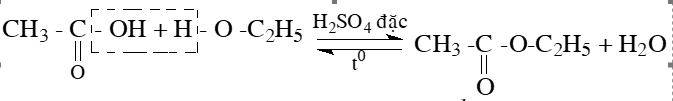 H₂SO₄ đặc
CH₃ - C - OH + H - O - C₂H₅ ⇌ CH₃ - C - O-C₂H₅ + H₂O
t⁰
O
O